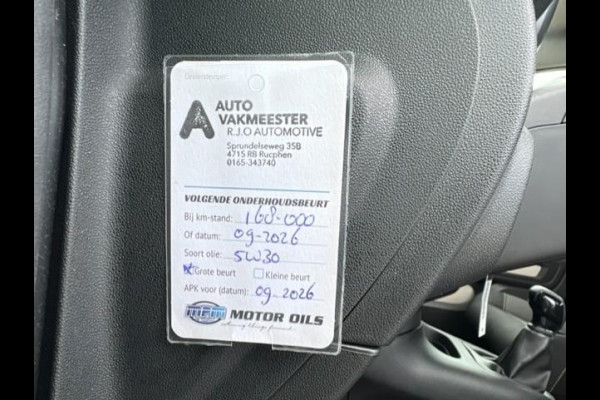 AUTO
VAKMEESTER
R.J.O AUTOMOTIVE
Sprundelseweg 35B
4715 RB Rucphen
0165-343740
VOLGENDE ONDERHOUDSBEURT
Bij km-stand: 168-000
Of datum: 09-2026
Soort olie: 5W30
Grote beurt Kleine beurt
APK voor (datum): 09-2026
MPM MOTOR OILS